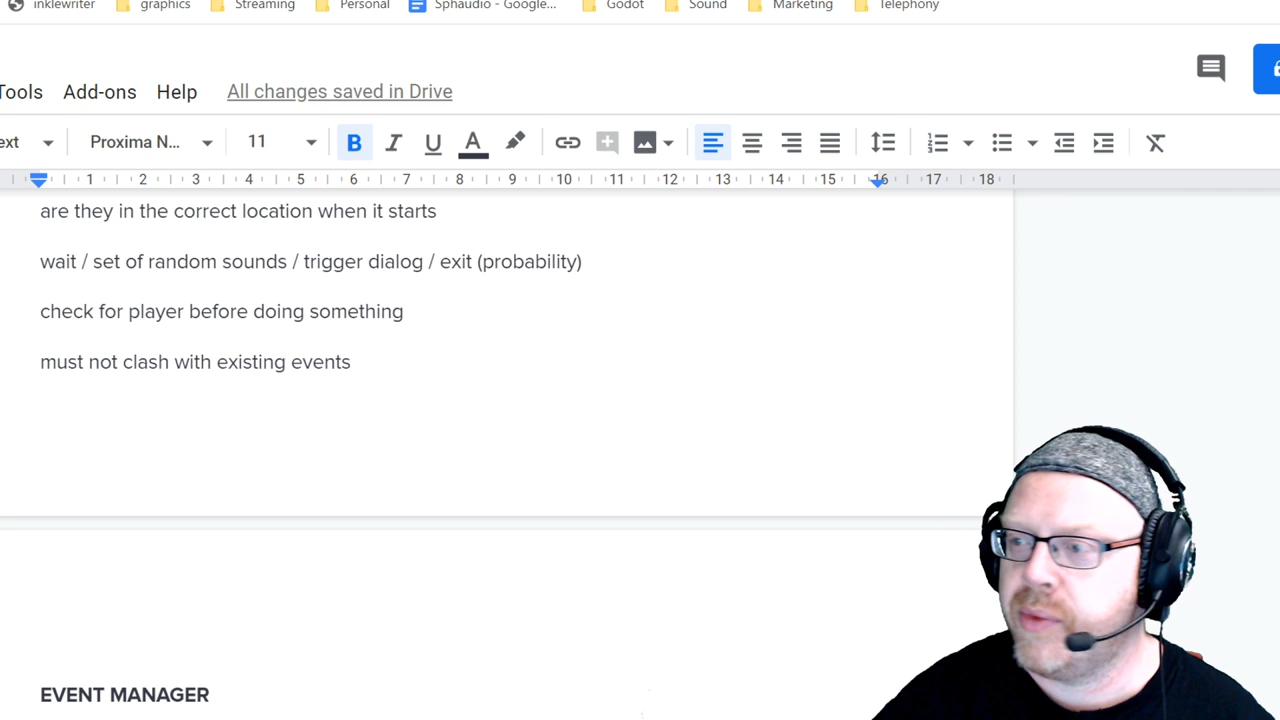 inklewriter graphics Streaming Personal Sphaudio - Google... Godot Sound Marketing Telephony
Tools Add-ons Help All changes saved in Drive
ext Proxima N... 11 B I U A
1 2 3 4 5 6 7 8 9 10 11 12 13 14 15 16 17 18
are they in the correct location when it starts
wait / set of random sounds / trigger dialog / exit (probability)
check for player before doing something
must not clash with existing events
EVENT MANAGER